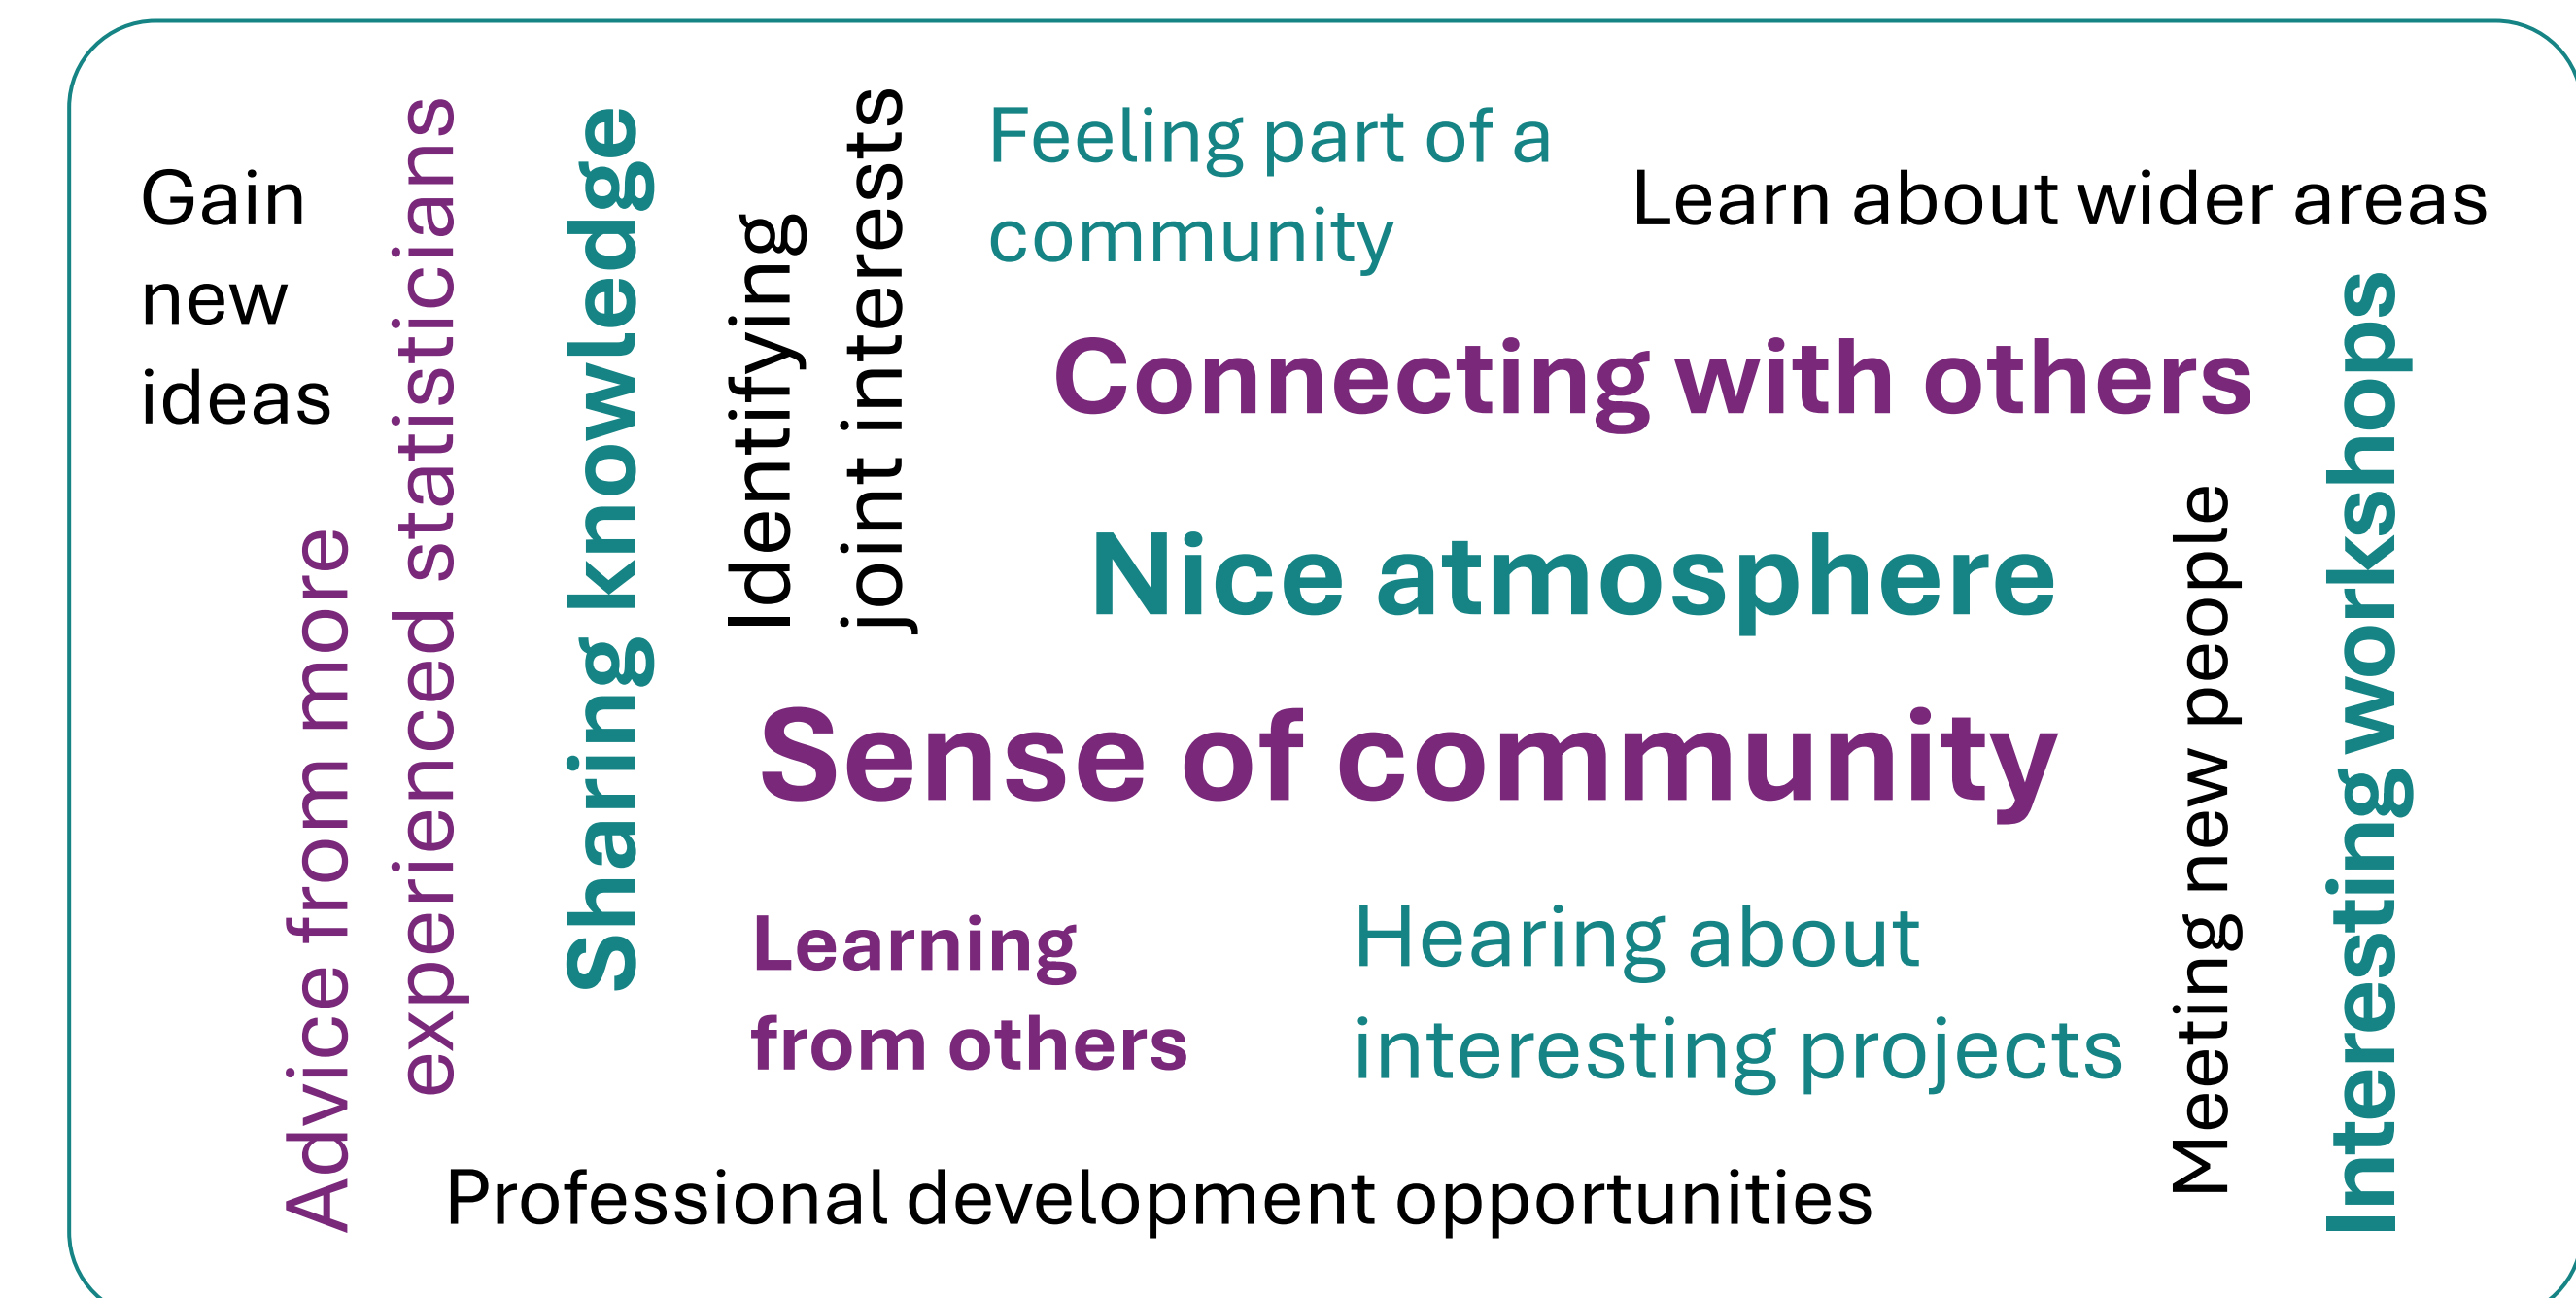 Gain
new
ideas
Advice from more
experienced statisticians
Sharing knowledge
Identifying
joint interests
Feeling part of a
community
Learn about wider areas
Connecting with others
Nice atmosphere
Sense of community
Learning
from others
Hearing about
interesting projects
Meeting new people
Interesting workshops
Professional development opportunities